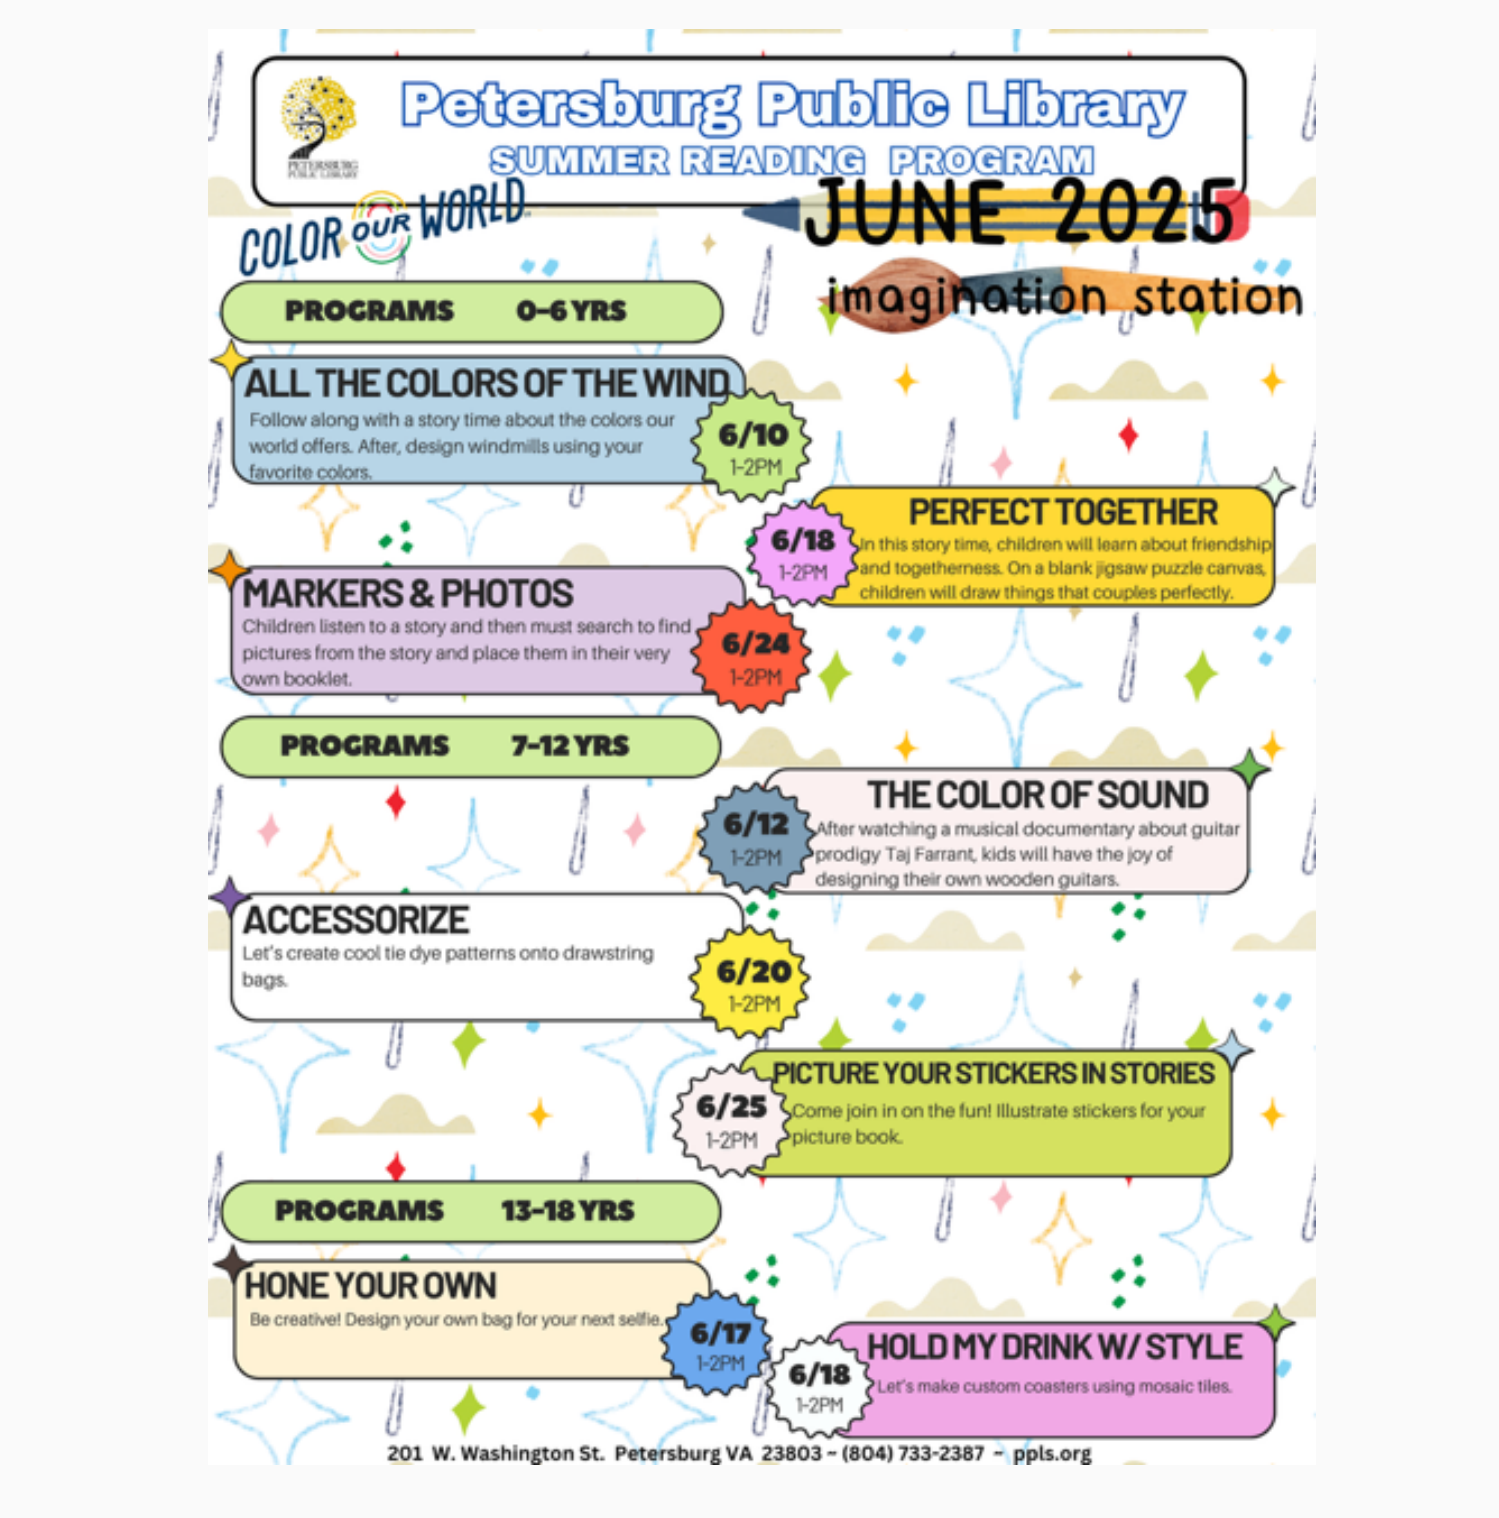 Petersburg Public Library
SUMMER READING PROGRAM
PETERSBURG
PUBLIC LIBRARY
COLOR OUR WORLD
JUNE 2025
imagination station
PROGRAMS 0-6 YRS
ALL THE COLORS OF THE WIND
Follow along with a story time about the colors our
world offers. After, design windmills using your
favorite colors.
6/10
1-2PM
PERFECT TOGETHER
In this story time, children will learn about friendship
and togetherness. On a blank jigsaw puzzle canvas,
children will draw things that couples perfectly.
6/18
1-2PM
MARKERS & PHOTOS
Children listen to a story and then must search to find
pictures from the story and place them in their very
own booklet.
6/24
1-2PM
PROGRAMS 7-12 YRS
THE COLOR OF SOUND
After watching a musical documentary about guitar
prodigy Taj Farrant, kids will have the joy of
designing their own wooden guitars.
6/12
1-2PM
ACCESSORIZE
Let's create cool tie dye patterns onto drawstring
bags.
6/20
1-2PM
PICTURE YOUR STICKERS IN STORIES
Come join in on the fun! Illustrate stickers for your
picture book.
6/25
1-2PM
PROGRAMS 13-18 YRS
HONE YOUR OWN
Be creative! Design your own bag for your next selfie.
6/17
1-2PM
HOLD MY DRINK W/ STYLE
Let's make custom coasters using mosaic tiles.
6/18
1-2PM
201 W. Washington St. Petersburg VA 23803 ~ (804) 733-2387 ~ ppls.org